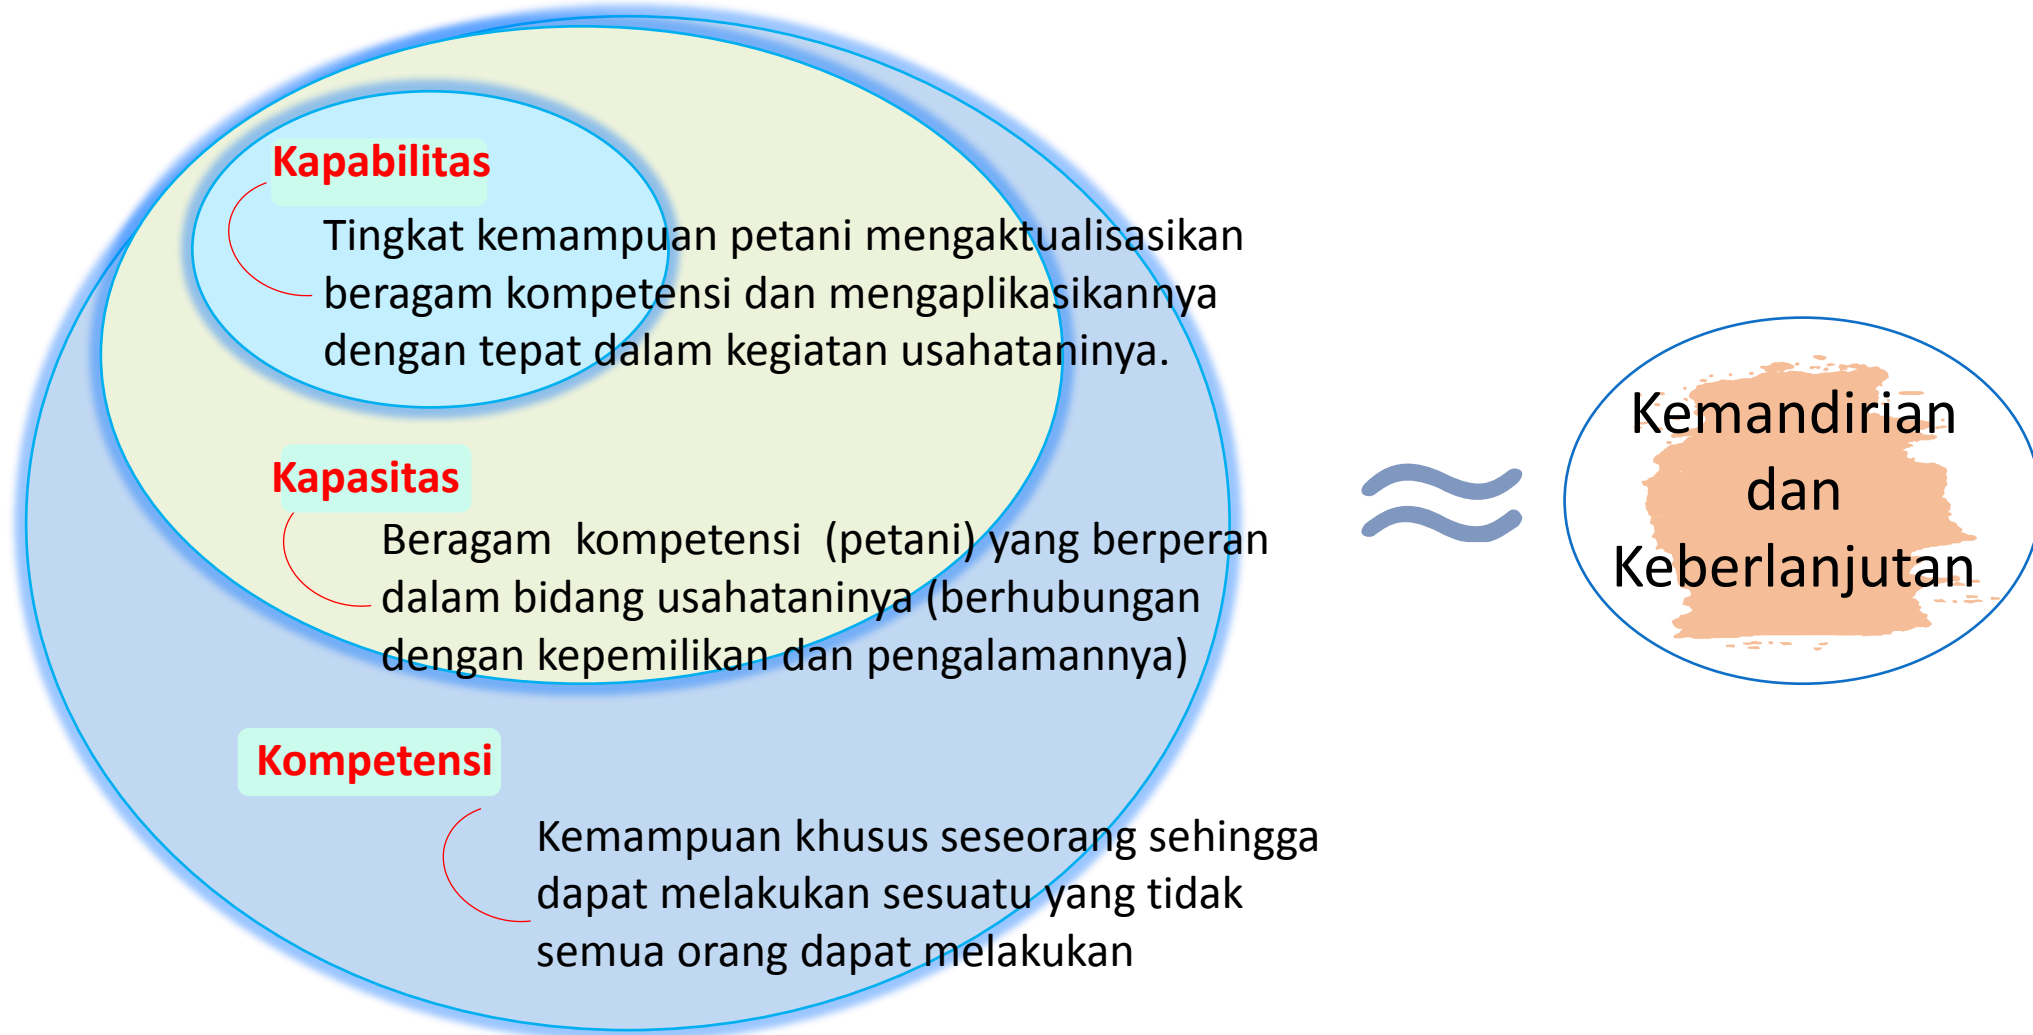 Kapabilitas
Tingkat kemampuan petani mengaktualisasikan
beragam kompetensi dan mengaplikasikannya
dengan tepat dalam kegiatan usahataninya.
Kapasitas
Beragam kompetensi (petani) yang berperan
dalam bidang usahataninya (berhubungan
dengan kepemilikan dan pengalamannya)
Kompetensi
Kemampuan khusus seseorang sehingga
dapat melakukan sesuatu yang tidak
semua orang dapat melakukan
≈
Kemandirian
dan
Keberlanjutan